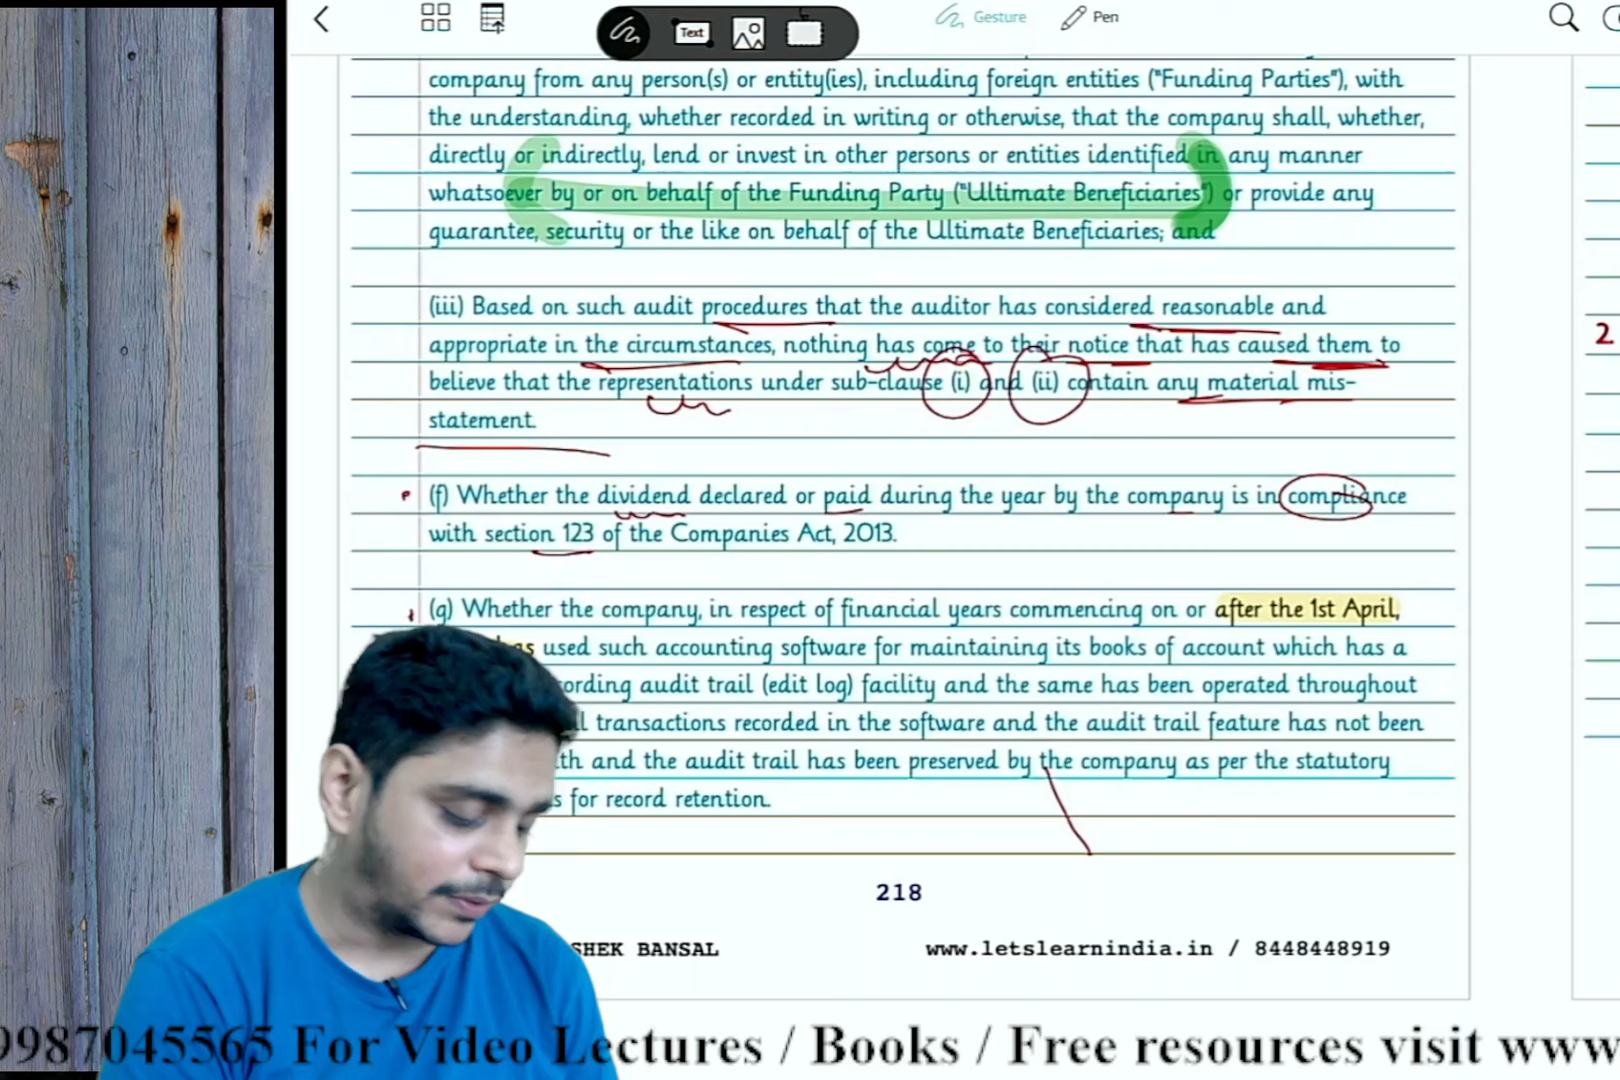 Text
Gesture
Pen
company from any person(s) or entity(ies), including foreign entities ("Funding Parties"), with
the understanding, whether recorded in writing or otherwise, that the company shall, whether,
directly or indirectly, lend or invest in other persons or entities identified in any manner
whatsoever by or on behalf of the Funding Party ("Ultimate Beneficiaries") or provide any
guarantee, security or the like on behalf of the Ultimate Beneficiaries; and
(iii) Based on such audit procedures that the auditor has considered reasonable and
appropriate in the circumstances, nothing has come to their notice that has caused them to
believe that the representations under sub-clause (i) and (ii) contain any material mis-
statement.
(f) Whether the dividend declared or paid during the year by the company is in compliance
with section 123 of the Companies Act, 2013.
(g) Whether the company, in respect of financial years commencing on or after the 1st April,
used such accounting software for maintaining its books of account which has a
audit trail (edit log) facility and the same has been operated throughout
transactions recorded in the software and the audit trail feature has not been
and the audit trail has been preserved by the company as per the statutory
for record retention.
2
218
SHEK BANSAL
www.letslearnindia.in / 8448448919
9987045565 For Video Lectures / Books / Free resources visit www